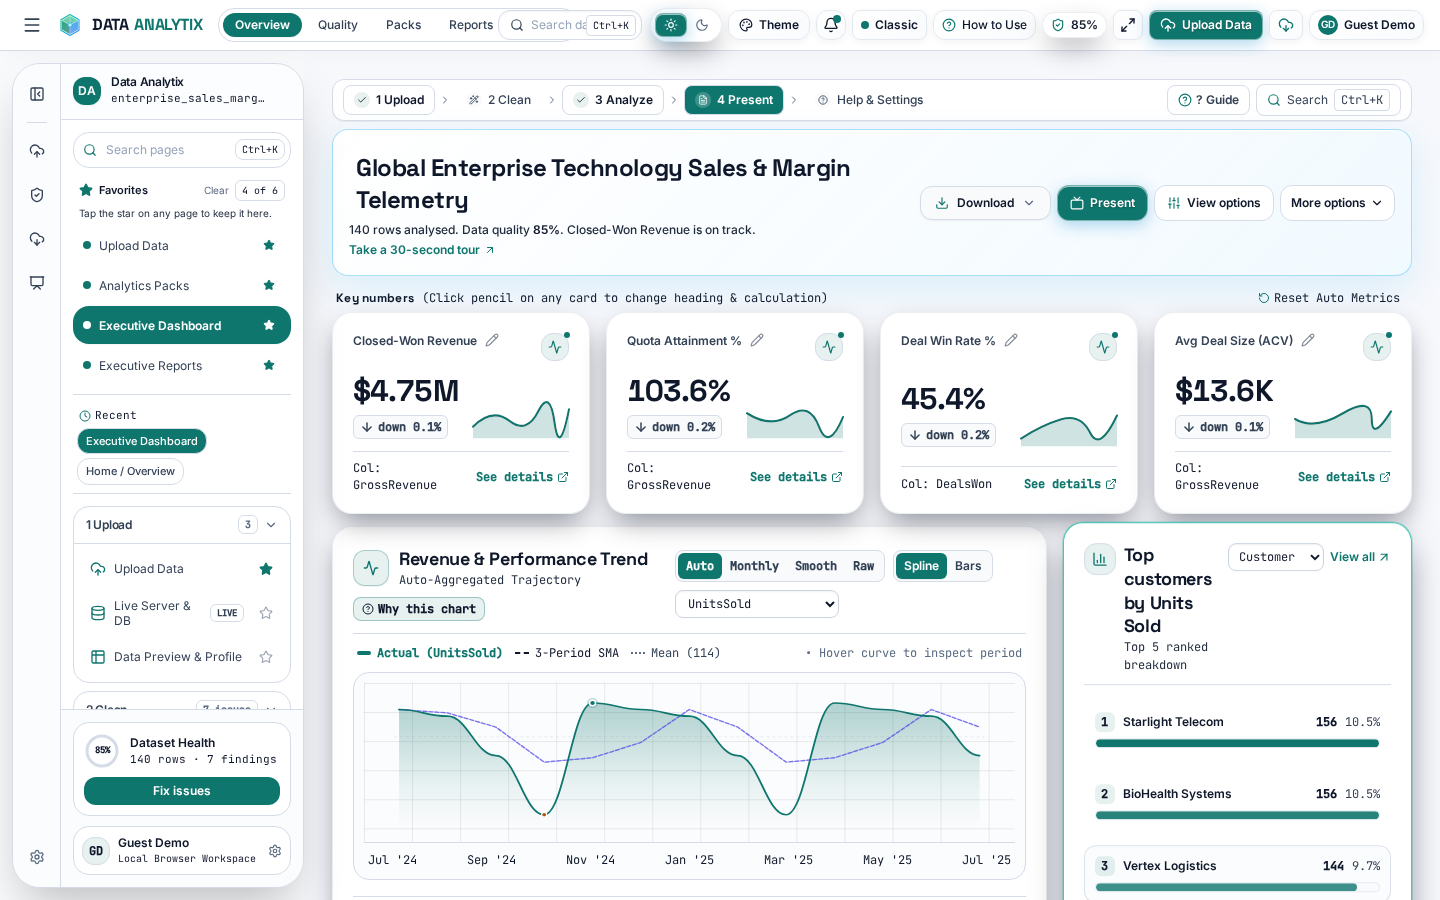 DATA ANALYTIX
Overview
Quality
Packs
Reports
Search da
Ctrl+K
Theme
Classic
How to Use
85%
Upload Data
GD
Guest Demo
DA
Data Analytix
enterprise_sales_marg…
Search pages
Ctrl+K
Favorites
Clear
4 of 6
Tap the star on any page to keep it here.
Upload Data
Analytics Packs
Executive Dashboard
Executive Reports
Recent
Executive Dashboard
Home / Overview
1 Upload
3
Upload Data
Live Server & DB
LIVE
Data Preview & Profile
85%
Dataset Health
140 rows · 7 findings
Fix issues
GD
Guest Demo
Local Browser Workspace
1 Upload
2 Clean
3 Analyze
4 Present
Help & Settings
? Guide
Search
Ctrl+K
Global Enterprise Technology Sales & Margin
Telemetry
140 rows analysed. Data quality 85%. Closed-Won Revenue is on track.
Take a 30-second tour
Download
Present
View options
More options
Key numbers (Click pencil on any card to change heading & calculation)
Reset Auto Metrics
Closed-Won Revenue
$4.75M
↓ down 0.1%
Col: GrossRevenue
See details
Quota Attainment %
103.6%
↓ down 0.2%
Col: GrossRevenue
See details
Deal Win Rate %
45.4%
↓ down 0.2%
Col: DealsWon
See details
Avg Deal Size (ACV)
$13.6K
↓ down 0.1%
Col: GrossRevenue
See details
Revenue & Performance Trend
Auto-Aggregated Trajectory
Why this chart
Auto
Monthly
Smooth
Raw
Spline
Bars
UnitsSold
Actual (UnitsSold)
3-Period SMA
Mean (114)
• Hover curve to inspect period
Jul '24
Sep '24
Nov '24
Jan '25
Mar '25
May '25
Jul '25
Top
customers
by Units
Sold
Top 5 ranked
breakdown
Customer
View all
1 Starlight Telecom 156 10.5%
2 BioHealth Systems 156 10.5%
3 Vertex Logistics 144 9.7%